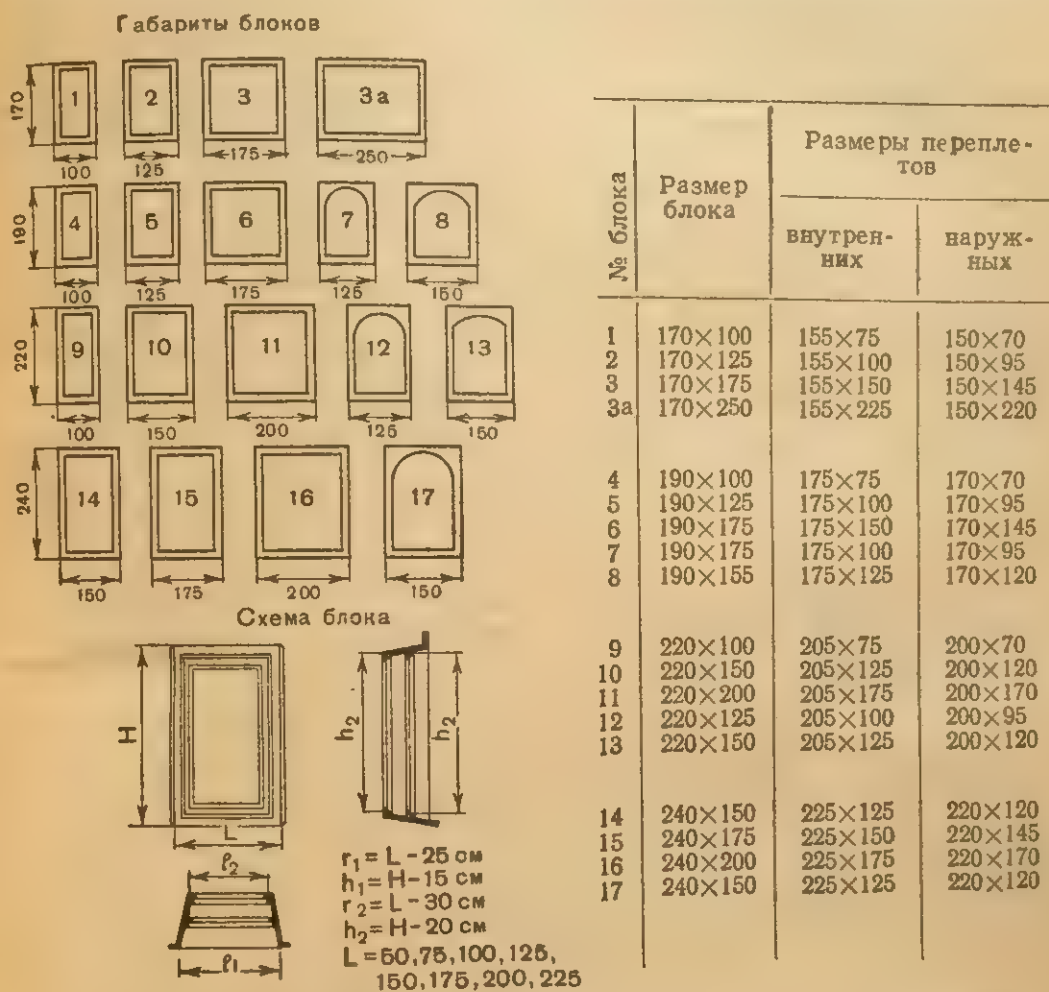 Габариты блоков
170
1 2 3 3а
100 125 175 250
190
4 5 6 7 8
100 125 175 125 150
220
9 10 11 12 13
100 150 200 125 150
240
14 15 16 17
150 175 200 150
Схема блока
H
L
h₂
h₂
ℓ₂
ℓ₁
r₁ = L - 25 см
h₁ = H - 15 см
r₂ = L - 30 см
h₂ = H - 20 см
L = 50, 75, 100, 125,
150, 175, 200, 225
№ блока
Размер
блока
Размеры перепле-
тов
внутрен-
них
наруж-
ных
1 170×100 155×75 150×70
2 170×125 155×100 150×95
3 170×175 155×150 150×145
3а 170×250 155×225 150×220
4 190×100 175×75 170×70
5 190×125 175×100 170×95
6 190×175 175×150 170×145
7 190×175 175×100 170×95
8 190×155 175×125 170×120
9 220×100 205×75 200×70
10 220×150 205×125 200×120
11 220×200 205×175 200×170
12 220×125 205×100 200×95
13 220×150 205×125 200×120
14 240×150 225×125 220×120
15 240×175 225×150 220×145
16 240×200 225×175 220×170
17 240×150 225×125 220×120